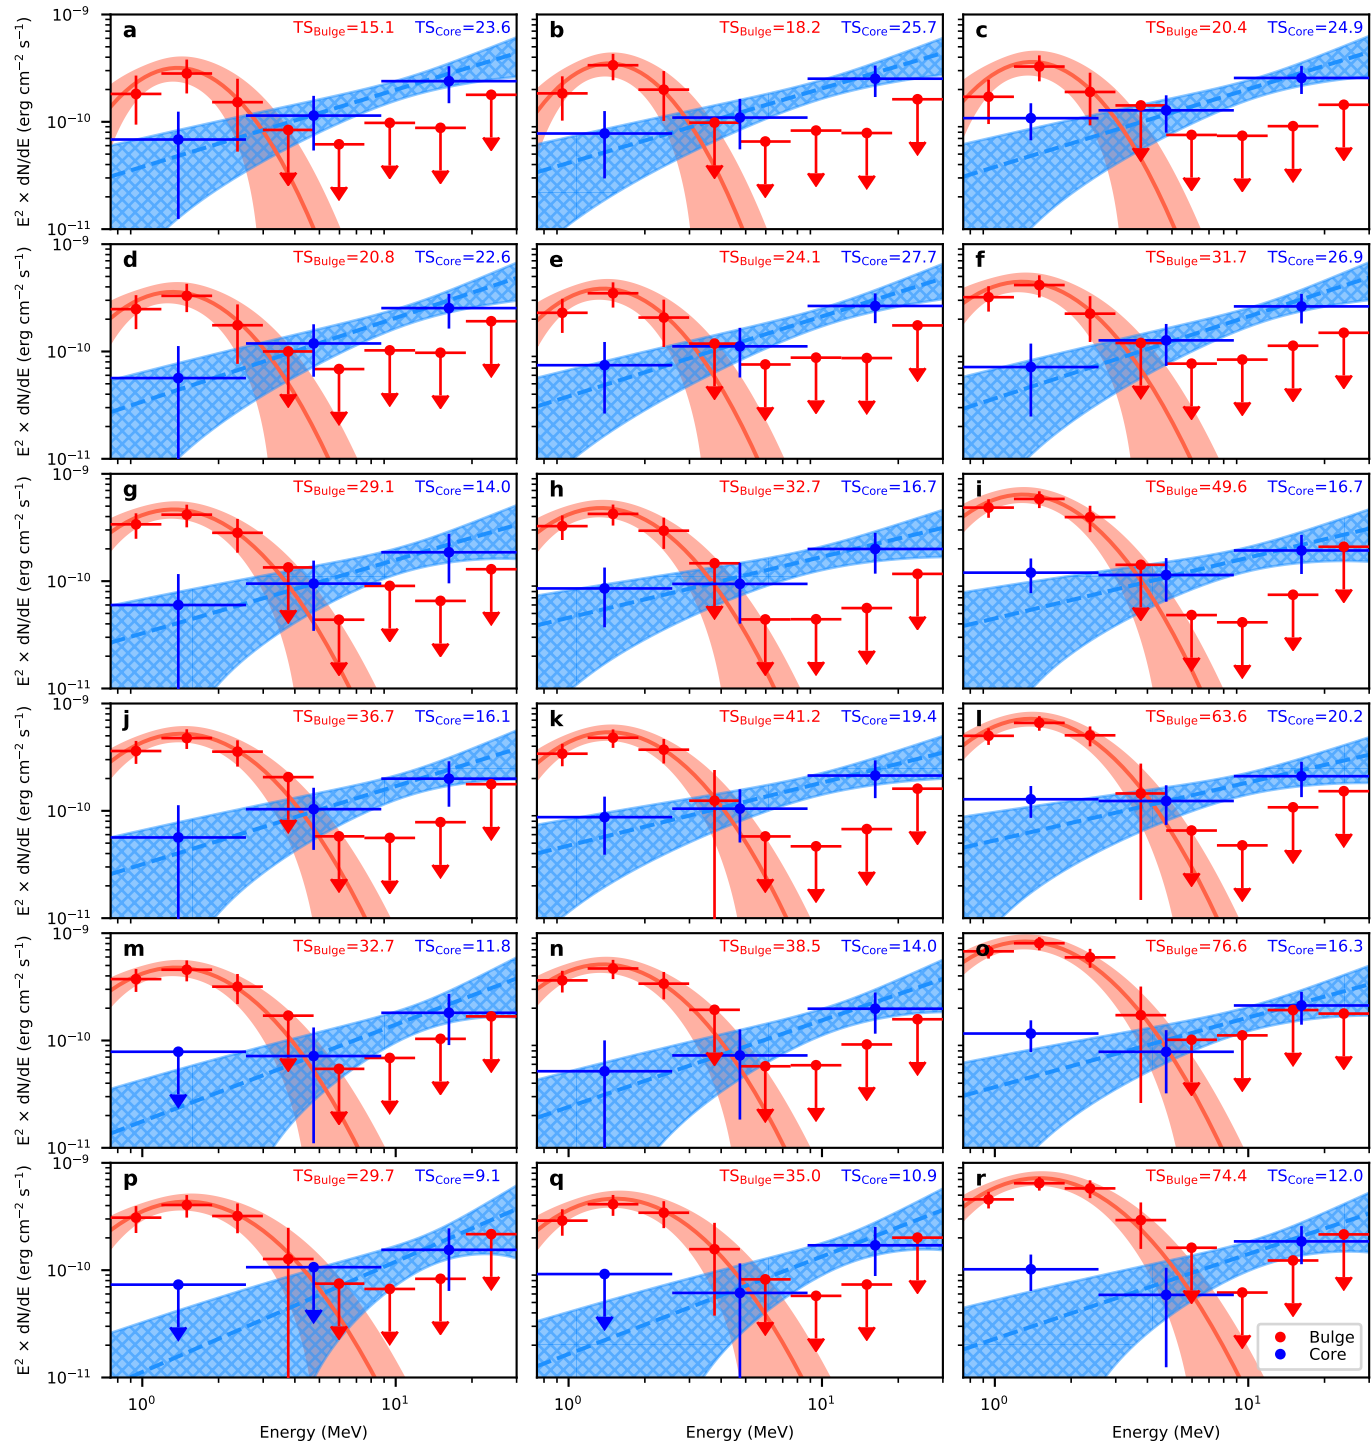 a TS_Bulge=15.1 TS_Core=23.6
b TS_Bulge=18.2 TS_Core=25.7
c TS_Bulge=20.4 TS_Core=24.9
10⁻⁹
10⁻¹⁰
10⁻¹¹
E² × dN/dE (erg cm⁻² s⁻¹)
d TS_Bulge=20.8 TS_Core=22.6
e TS_Bulge=24.1 TS_Core=27.7
f TS_Bulge=31.7 TS_Core=26.9
10⁻⁹
10⁻¹⁰
10⁻¹¹
E² × dN/dE (erg cm⁻² s⁻¹)
g TS_Bulge=29.1 TS_Core=14.0
h TS_Bulge=32.7 TS_Core=16.7
i TS_Bulge=49.6 TS_Core=16.7
10⁻⁹
10⁻¹⁰
10⁻¹¹
E² × dN/dE (erg cm⁻² s⁻¹)
j TS_Bulge=36.7 TS_Core=16.1
k TS_Bulge=41.2 TS_Core=19.4
l TS_Bulge=63.6 TS_Core=20.2
10⁻⁹
10⁻¹⁰
10⁻¹¹
E² × dN/dE (erg cm⁻² s⁻¹)
m TS_Bulge=32.7 TS_Core=11.8
n TS_Bulge=38.5 TS_Core=14.0
o TS_Bulge=76.6 TS_Core=16.3
10⁻⁹
10⁻¹⁰
10⁻¹¹
E² × dN/dE (erg cm⁻² s⁻¹)
p TS_Bulge=29.7 TS_Core=9.1
q TS_Bulge=35.0 TS_Core=10.9
r TS_Bulge=74.4 TS_Core=12.0
10⁻⁹
10⁻¹⁰
10⁻¹¹
E² × dN/dE (erg cm⁻² s⁻¹)
Bulge
Core
10⁰ 10¹
10⁰ 10¹
10⁰ 10¹
Energy (MeV)
Energy (MeV)
Energy (MeV)